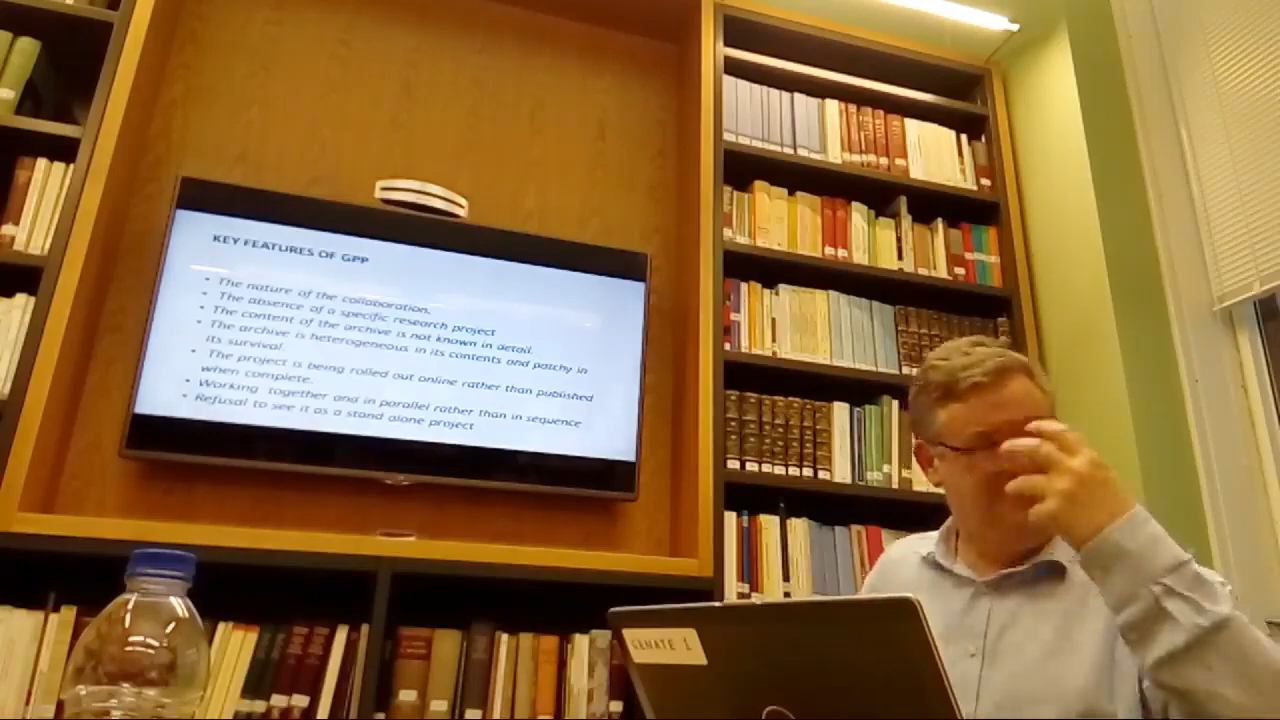 KEY FEATURES OF GPP
• The nature of the collaboration.
• The absence of a specific research project
• The content of the archive is not known in detail.
• The archive is heterogeneous in its contents and patchy in
its survival.
• The project is being rolled out online rather than published
when complete.
• Working together and in parallel rather than in sequence
• Refusal to see it as a stand alone project
SENATE 1